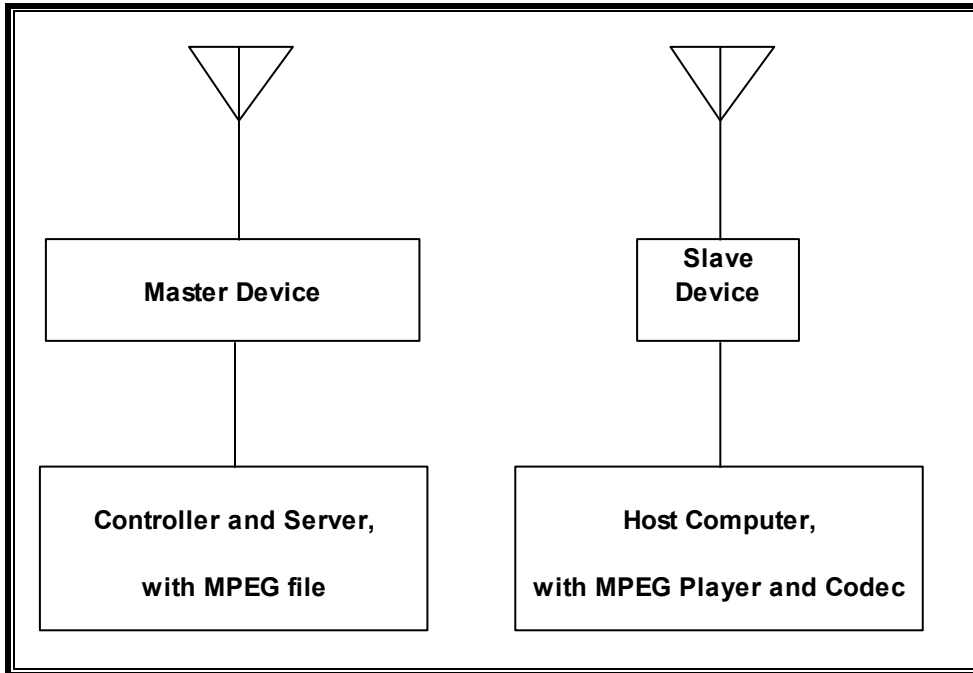 Master Device
Slave
Device
Controller and Server,
with MPEG file
Host Computer,
with MPEG Player and Codec